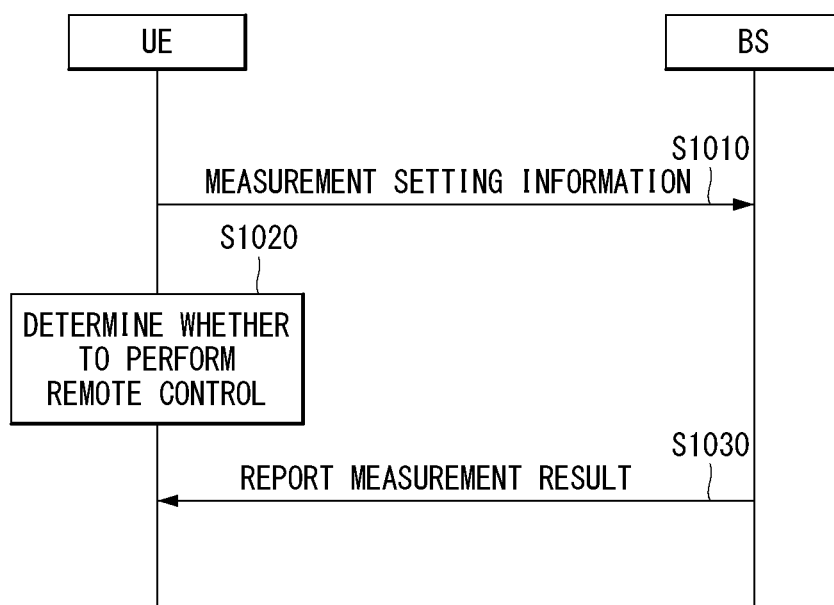 UE
BS
S1010
MEASUREMENT SETTING INFORMATION
S1020
DETERMINE WHETHER
TO PERFORM
REMOTE CONTROL
S1030
REPORT MEASUREMENT RESULT